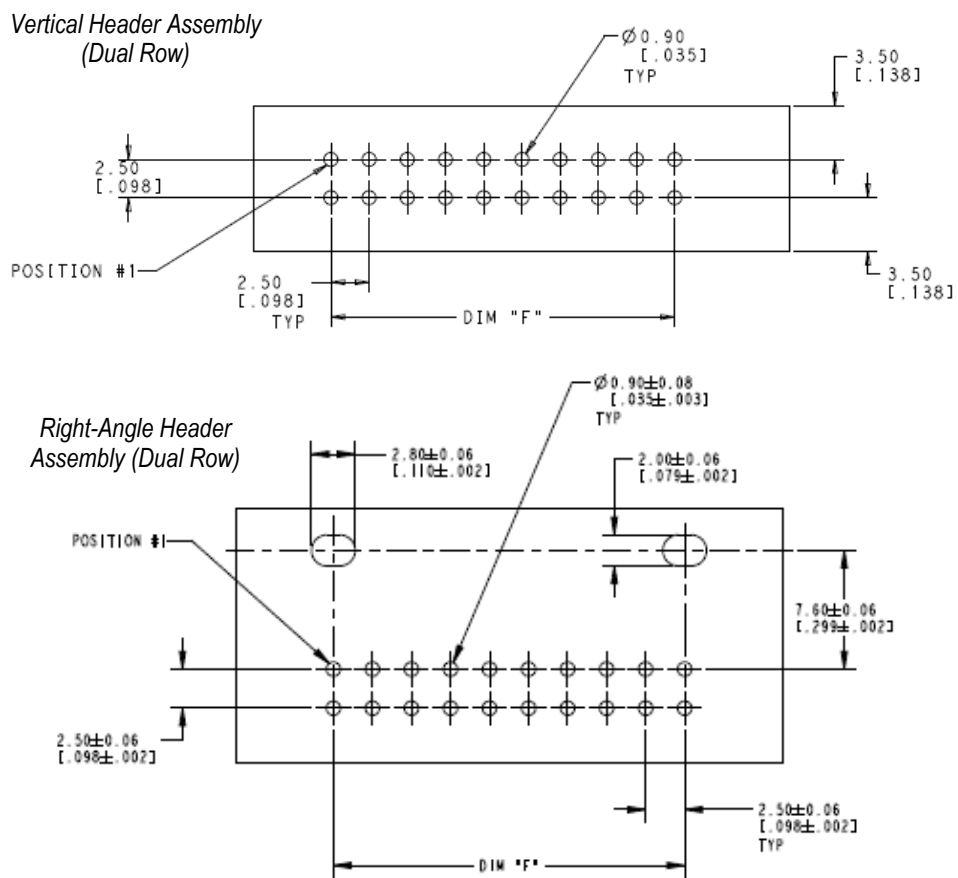 Vertical Header Assembly
(Dual Row)
Ø0.90
[.035]
TYP
3.50
[.138]
2.50
[.098]
POSITION #1
2.50
[.098]
TYP
DIM "F"
3.50
[.138]
Right-Angle Header
Assembly (Dual Row)
Ø0.90±0.08
[.035±.003]
TYP
2.80±0.06
[.110±.002]
2.00±0.06
[.079±.002]
POSITION #1
7.60±0.06
[.299±.002]
2.50±0.06
[.098±.002]
2.50±0.06
[.098±.002]
TYP
DIM "F"